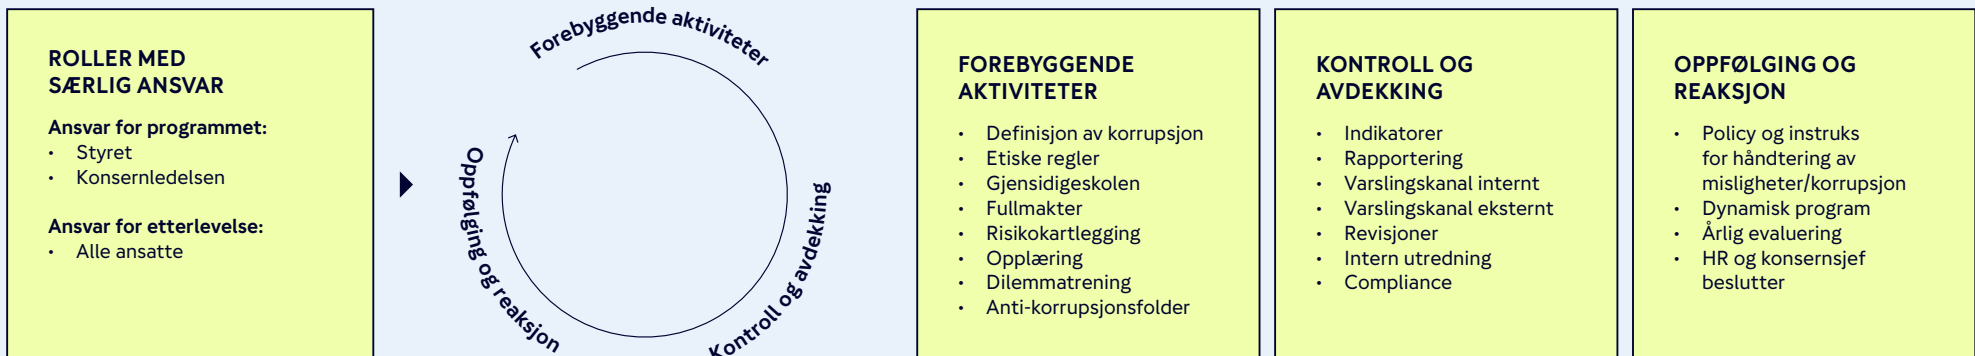 ROLLER MED
SÆRLIG ANSVAR
Ansvar for programmet:
• Styret
• Konsernledelsen
Ansvar for etterlevelse:
• Alle ansatte
Forebyggende aktiviteter
Kontroll og avdekking
Oppfølging og reaksjon
FOREBYGGENDE
AKTIVITETER
• Definisjon av korrupsjon
• Etiske regler
• Gjensidigeskolen
• Fullmakter
• Risikokartlegging
• Opplæring
• Dilemmatrening
• Anti-korrupsjonsfolder
KONTROLL OG
AVDEKKING
• Indikatorer
• Rapportering
• Varslingskanal internt
• Varslingskanal eksternt
• Revisjoner
• Intern utredning
• Compliance
OPPFØLGING OG
REAKSJON
• Policy og instruks
for håndtering av
misligheter/korrupsjon
• Dynamisk program
• Årlig evaluering
• HR og konsernsjef
beslutter